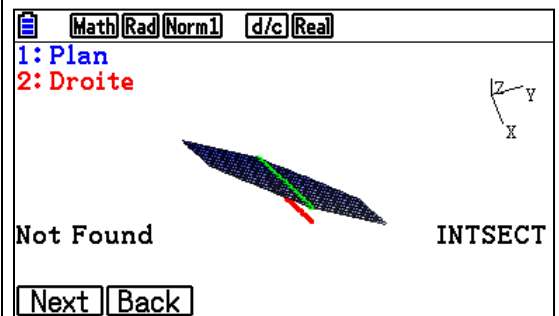 Math Rad Norm1 d/c Real
1:Plan
2:Droite
Z
Y
X
Not Found INTSECT
Next Back